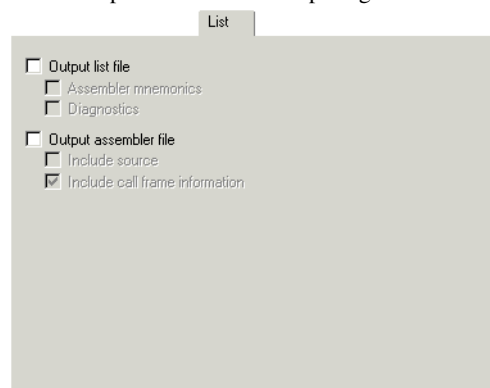 List
Output list file
Assembler mnemonics
Diagnostics
Output assembler file
Include source
Include call frame information